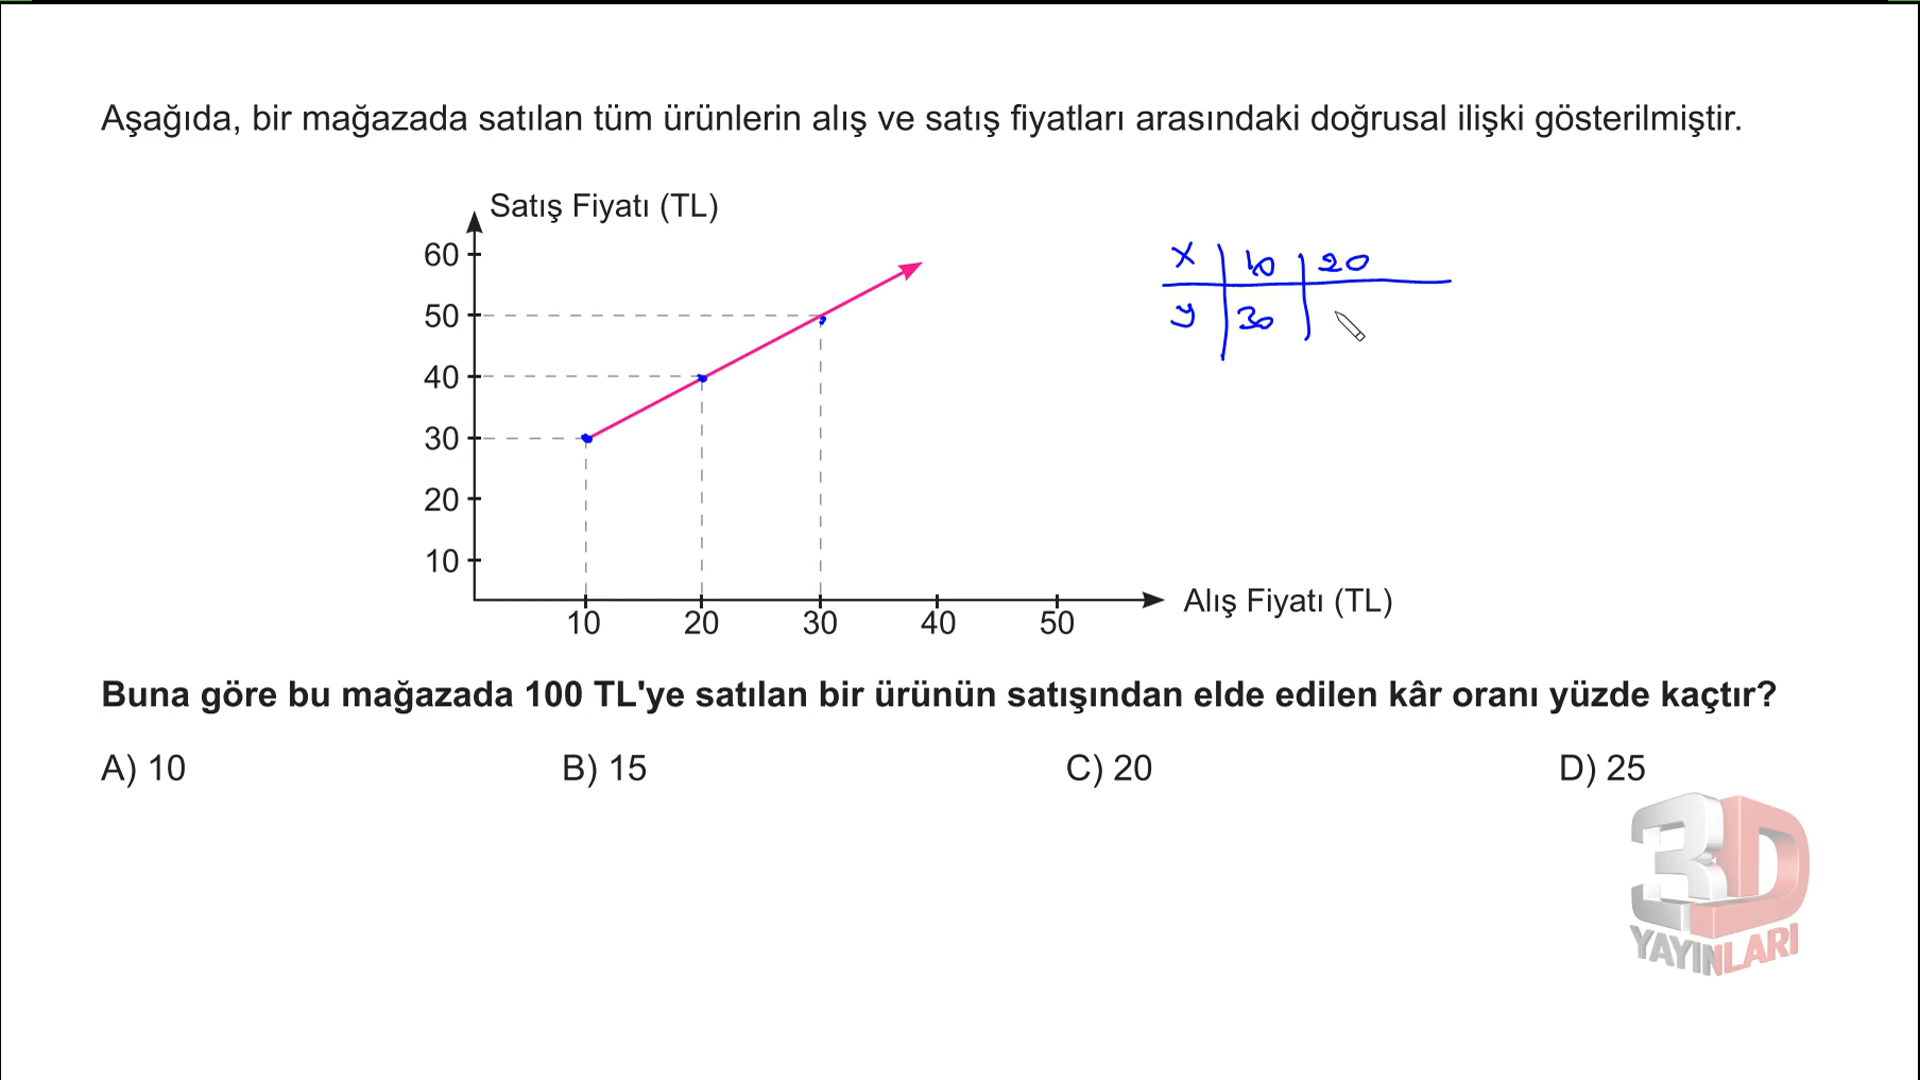 Aşağıda, bir mağazada satılan tüm ürünlerin alış ve satış fiyatları arasındaki doğrusal ilişki gösterilmiştir.
Satış Fiyatı (TL)
60
50
40
30
20
10
10 20 30 40 50
Alış Fiyatı (TL)
x 10 20
y 30
Buna göre bu mağazada 100 TL'ye satılan bir ürünün satışından elde edilen kâr oranı yüzde kaçtır?
A) 10 B) 15 C) 20 D) 25
3D
YAYINLARI